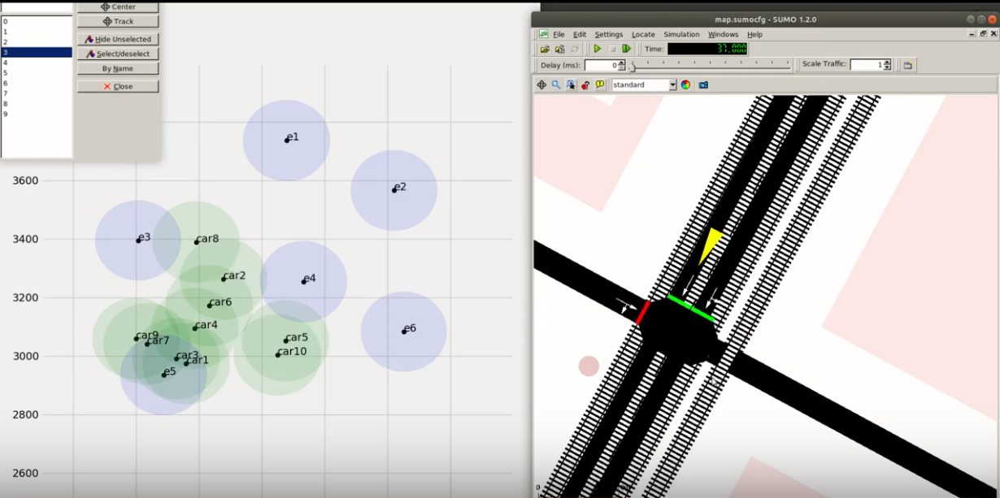 Center
Track
Hide Unselected
Select/deselect
By Name
Close
0
1
2
3
4
5
6
7
8
9
3600
3400
3200
3000
2800
2600
e1
e2
e3
car8
car2
e4
car6
car4
car9
car7
car5
car10
car3
car1
e5
e6
map.sumocfg - SUMO 1.2.0
File Edit Settings Locate Simulation Windows Help
Time: 37,000
Delay (ms): 0 Scale Traffic: 1
standard
0